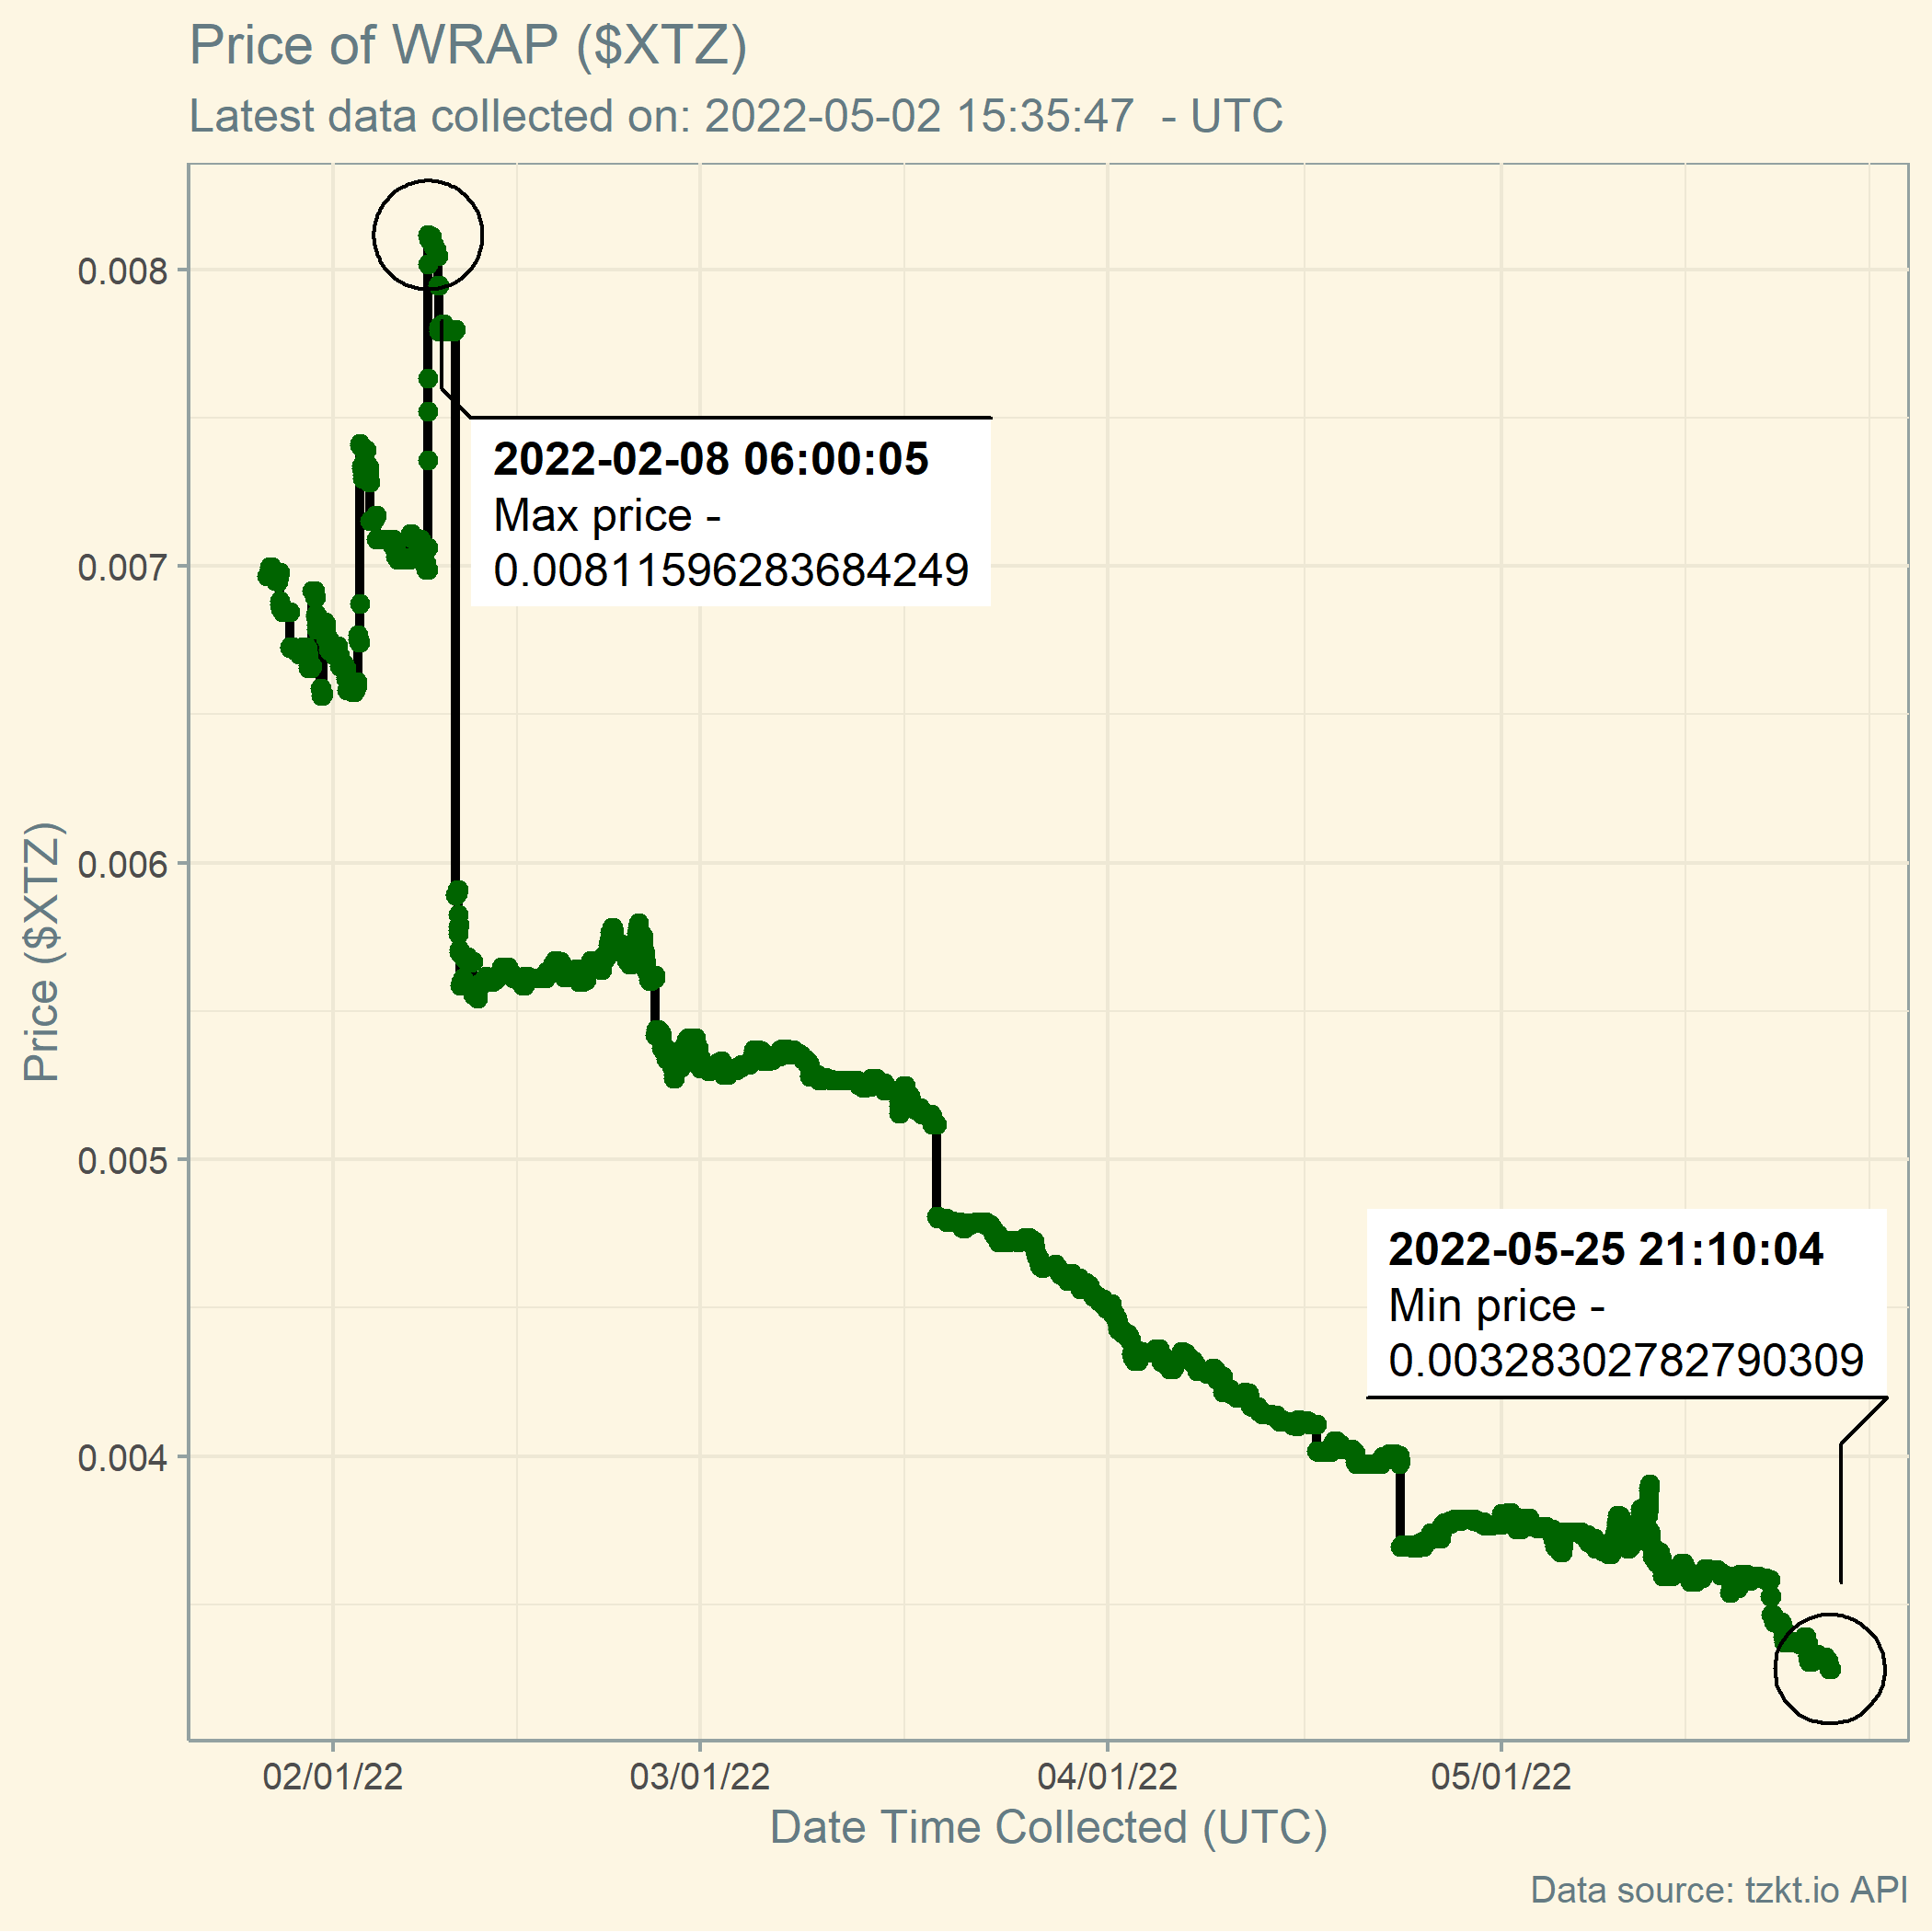 Price of WRAP ($XTZ)
Latest data collected on: 2022-05-02 15:35:47  - UTC
0.008
2022-02-08 06:00:05
Max price -
0.00811596283684249
0.007
0.006
Price ($XTZ)
0.005
2022-05-25 21:10:04
Min price -
0.00328302782790309
0.004
02/01/22 03/01/22 04/01/22 05/01/22
Date Time Collected (UTC)
Data source: tzkt.io API